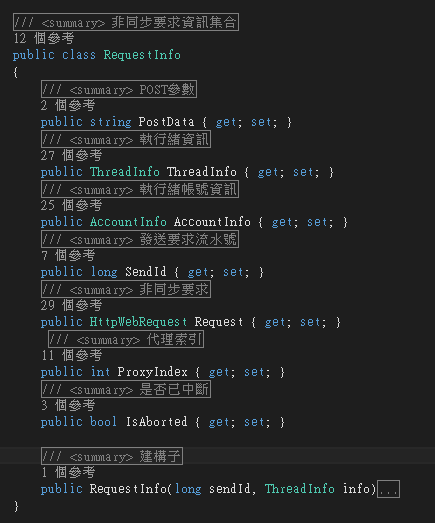 /// <summary> 非同步要求資訊集合
12 個參考
public class RequestInfo
{
/// <summary> POST參數
2 個參考
public string PostData { get; set; }
/// <summary> 執行緒資訊
27 個參考
public ThreadInfo ThreadInfo { get; set; }
/// <summary> 執行緒帳號資訊
25 個參考
public AccountInfo AccountInfo { get; set; }
/// <summary> 發送要求流水號
7 個參考
public long SendId { get; set; }
/// <summary> 非同步要求
29 個參考
public HttpWebRequest Request { get; set; }
/// <summary> 代理索引
11 個參考
public int ProxyIndex { get; set; }
/// <summary> 是否已中斷
3 個參考
public bool IsAborted { get; set; }
/// <summary> 建構子
1 個參考
public RequestInfo(long sendId, ThreadInfo info)...
}